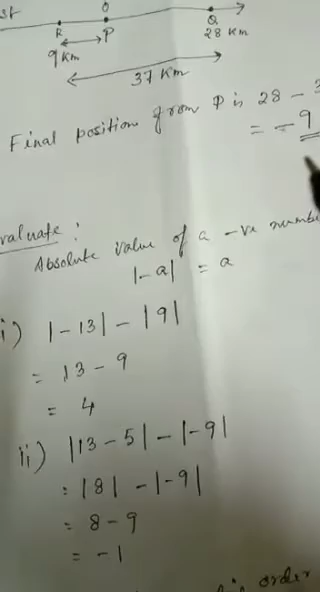 O
R P Q
9 km 28 km
37 km
Final position from P is 28 -
= - 9
Evaluate :
Absolute value of a -ve number
|-a| = a
i) |-13| - |9|
= 13 - 9
= 4
ii) |13 - 5| - |-9|
= |8| - |-9|
= 8 - 9
= -1
order